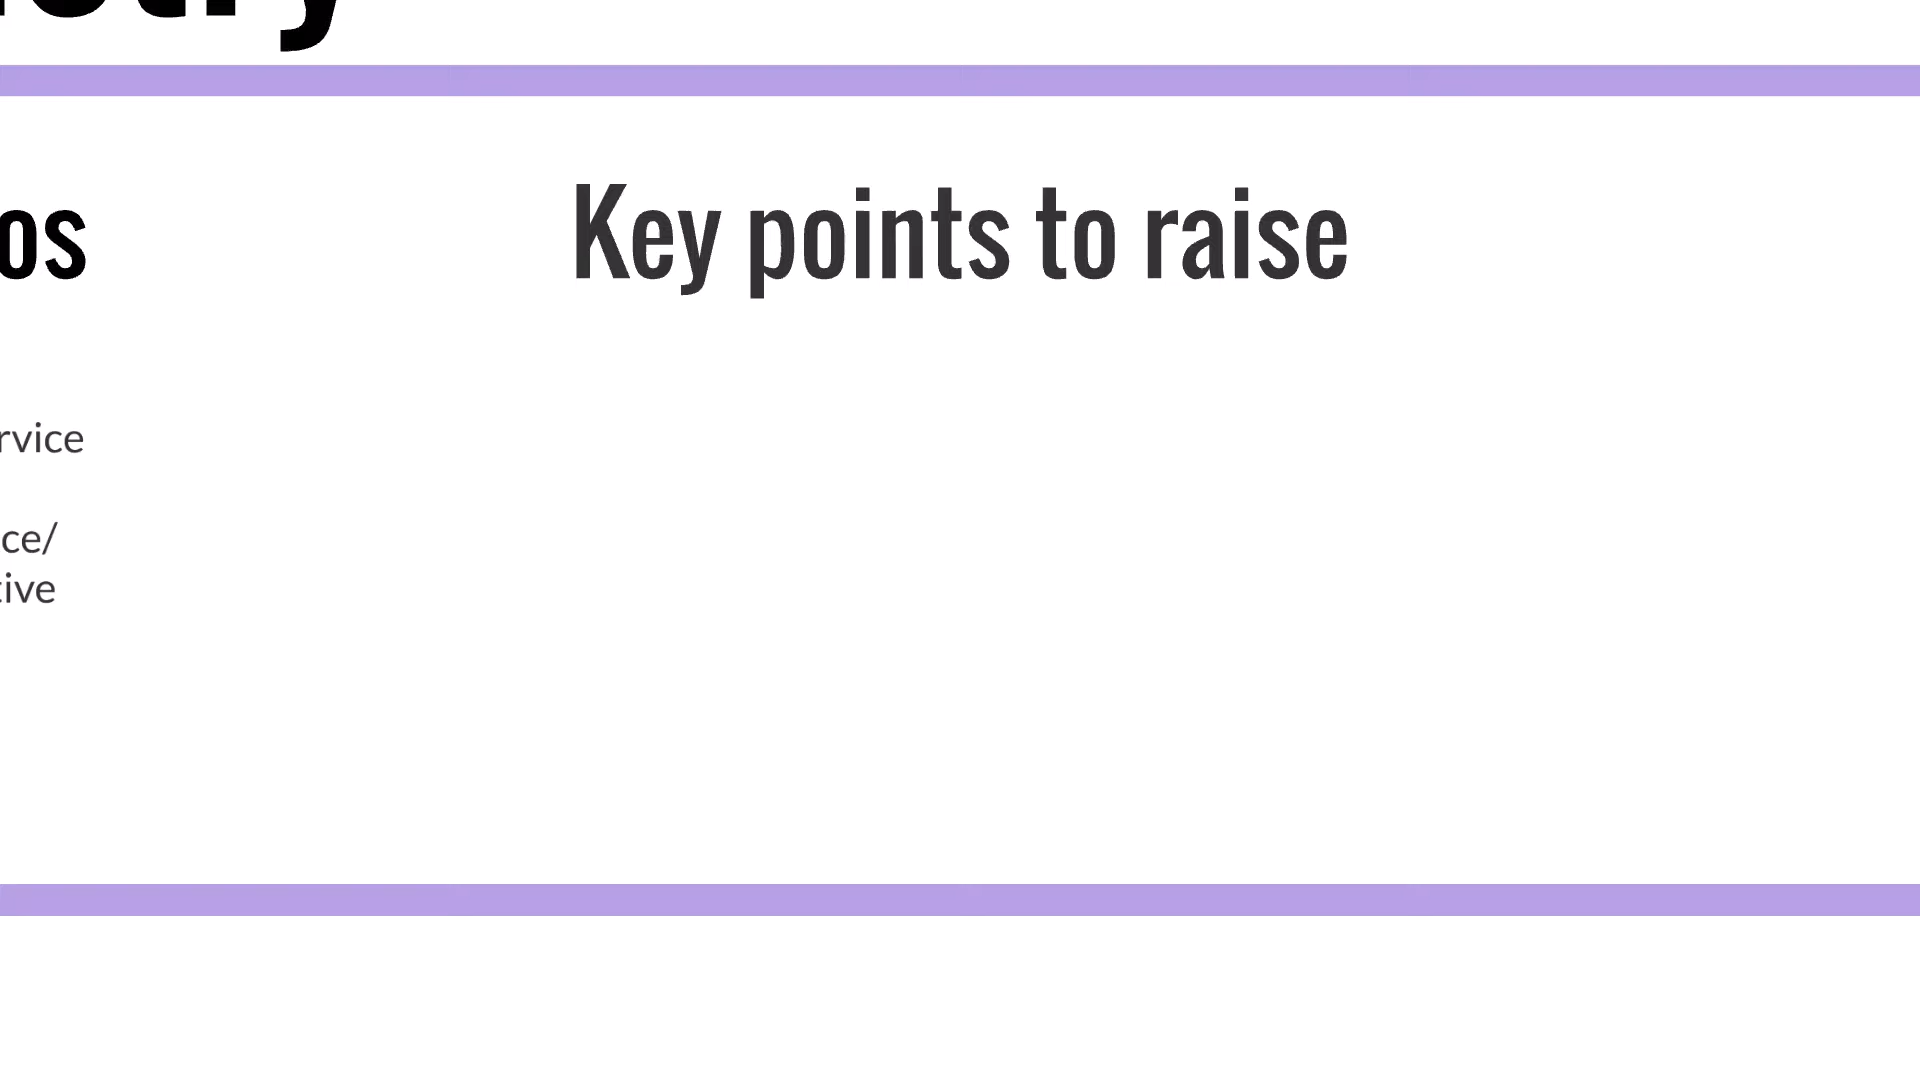 Key points to raise
os
rvice
ce/
tive